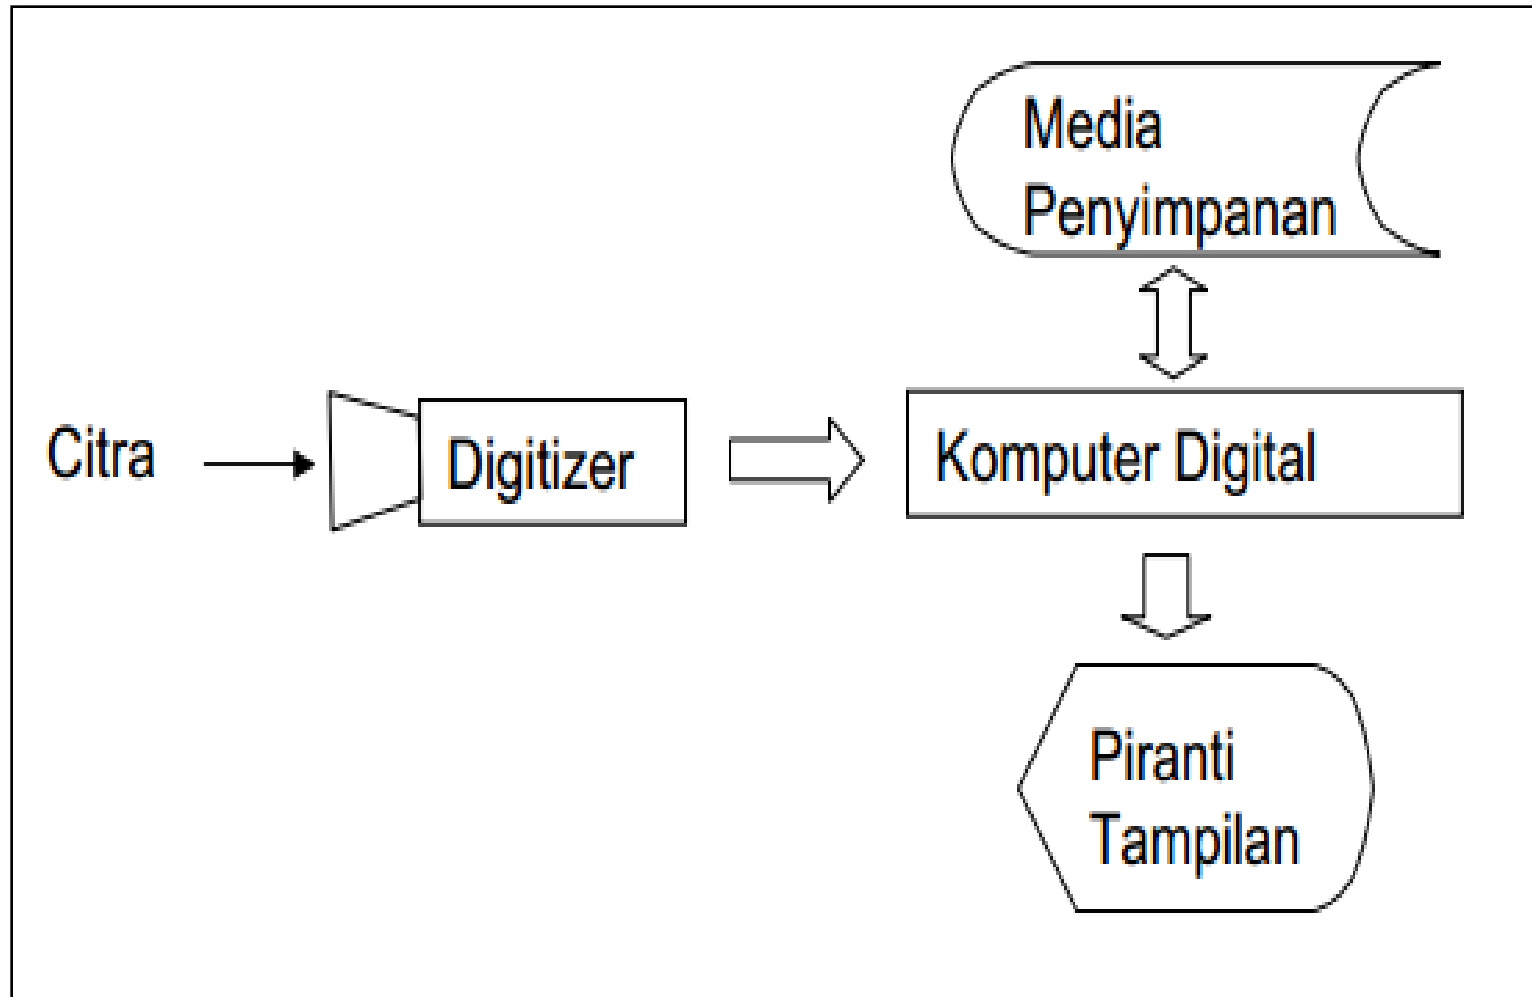 Media
Penyimpanan
Citra
Digitizer
Komputer Digital
Piranti
Tampilan